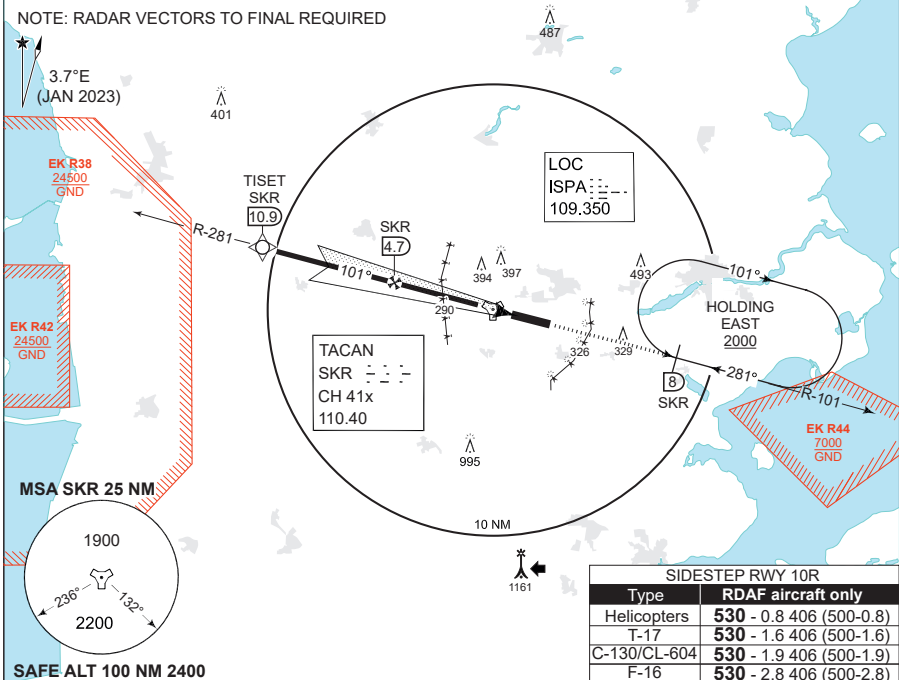 NOTE: RADAR VECTORS TO FINAL REQUIRED
487
3.7°E
(JAN 2023)
401
EK R38
24500
GND
TISET
SKR
10.9
R-281
LOC
ISPA
109.350
SKR
4.7
101°
394
397
493
101°
HOLDING
EAST
2000
290
EK R42
24500
GND
TACAN
SKR
CH 41x
110.40
326
329
8
SKR
281°
R-101
EK R44
7000
GND
995
MSA SKR 25 NM
1900
236°
132°
2200
10 NM
1161
SAFE ALT 100 NM 2400
SIDESTEP RWY 10R
Type RDAF aircraft only
Helicopters 530 - 0.8 406 (500-0.8)
T-17 530 - 1.6 406 (500-1.6)
C-130/CL-604 530 - 1.9 406 (500-1.9)
F-16 530 - 2.8 406 (500-2.8)